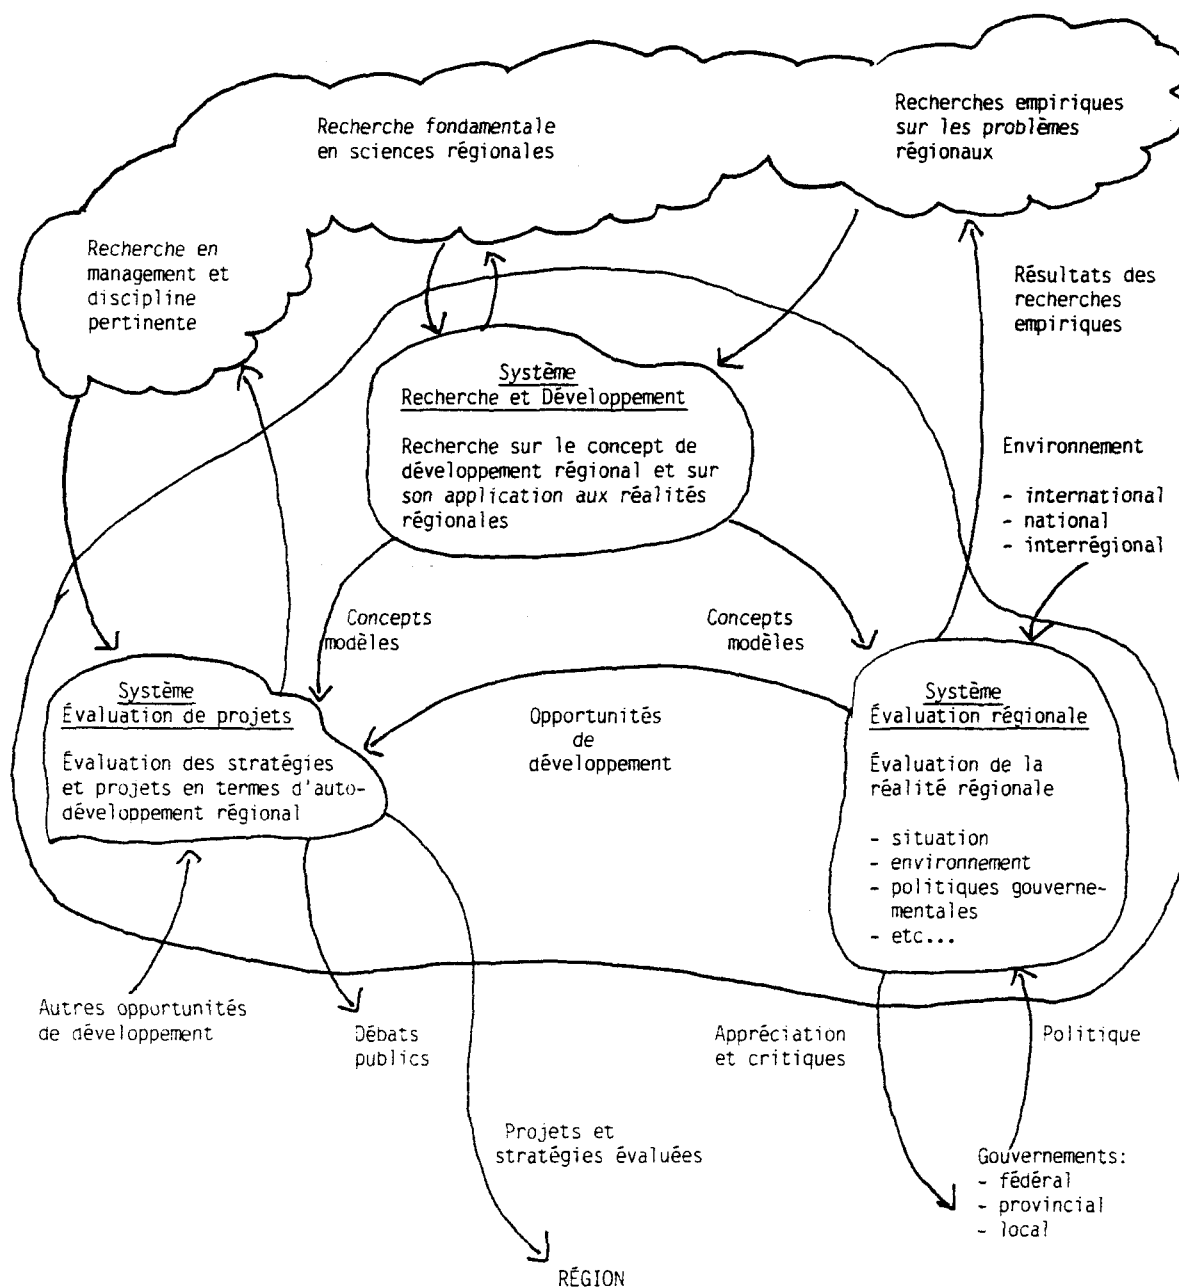 Recherche fondamentale
en sciences régionales
Recherches empiriques
sur les problèmes
régionaux
Recherche en
management et
discipline
pertinente
Résultats des
recherches
empiriques
Système
Recherche et Développement
Recherche sur le concept de
développement régional et sur
son application aux réalités
régionales
Environnement
- international
- national
- interrégional
Concepts
modèles
Concepts
modèles
Système
Évaluation de projets
Évaluation des stratégies
et projets en termes d'auto-
développement régional
Opportunités
de
développement
Système
Évaluation régionale
Évaluation de la
réalité régionale
- situation
- environnement
- politiques gouverne-
mentales
- etc...
Autres opportunités
de développement
Débats
publics
Appréciation
et critiques
Politique
Projets et
stratégies évaluées
Gouvernements:
- fédéral
- provincial
- local
RÉGION